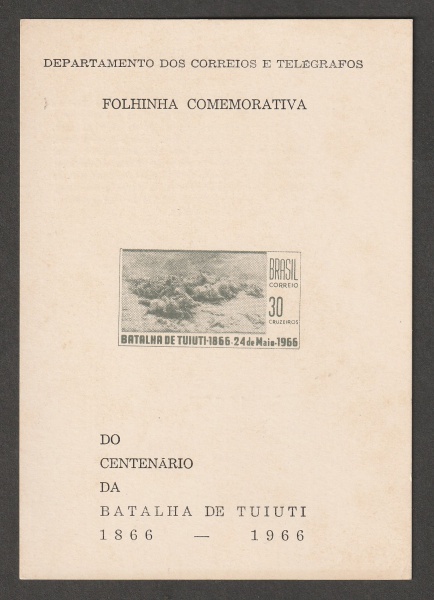 DEPARTAMENTO DOS CORREIOS E TELÉGRAFOS
FOLHINHA COMEMORATIVA
BRASIL
CORREIO
30
CRUZEIROS
BATALHA DE TUIUTI·1866·24 de Maio·1966
DO
CENTENÁRIO
DA
BATALHA DE TUIUTI
1866 — 1966